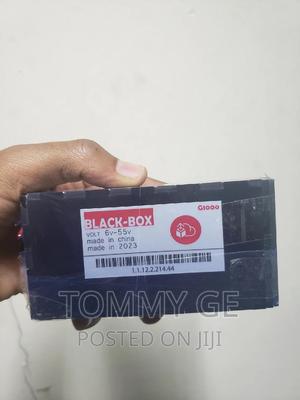 G1000
BLACK-BOX
VOLT 6v-55v
made in china
made in 2023
1.1.12.2.214.44
TOMMY GE
POSTED ON JIJI